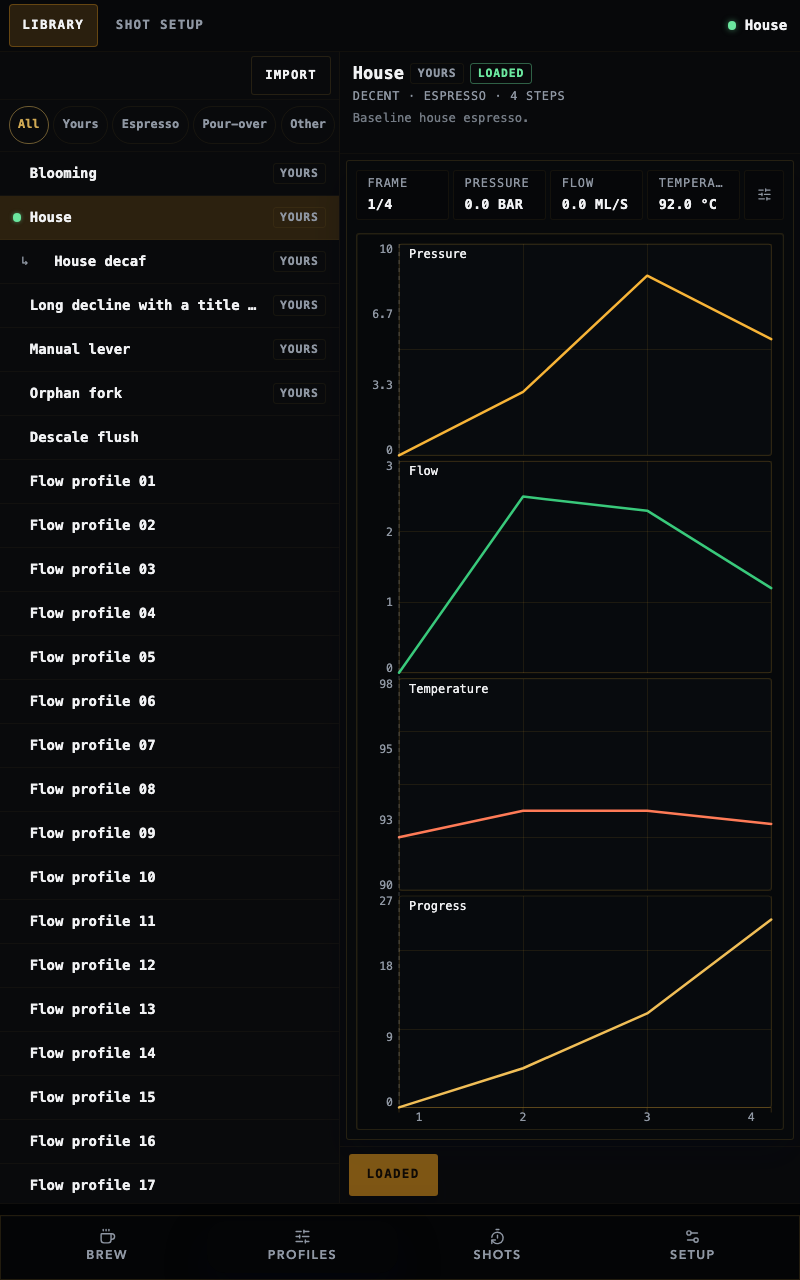 LIBRARY SHOT SETUP House
IMPORT
All Yours Espresso Pour-over Other
Blooming YOURS
House YOURS
↳ House decaf YOURS
Long decline with a title … YOURS
Manual lever YOURS
Orphan fork YOURS
Descale flush
Flow profile 01
Flow profile 02
Flow profile 03
Flow profile 04
Flow profile 05
Flow profile 06
Flow profile 07
Flow profile 08
Flow profile 09
Flow profile 10
Flow profile 11
Flow profile 12
Flow profile 13
Flow profile 14
Flow profile 15
Flow profile 16
Flow profile 17
House YOURS LOADED
DECENT · ESPRESSO · 4 STEPS
Baseline house espresso.
FRAME PRESSURE FLOW TEMPERA…
1/4 0.0 BAR 0.0 ML/S 92.0 °C
Pressure
10
6.7
3.3
0
Flow
3
2
1
0
Temperature
98
95
93
90
Progress
27
18
9
0
1 2 3 4
LOADED
BREW PROFILES SHOTS SETUP